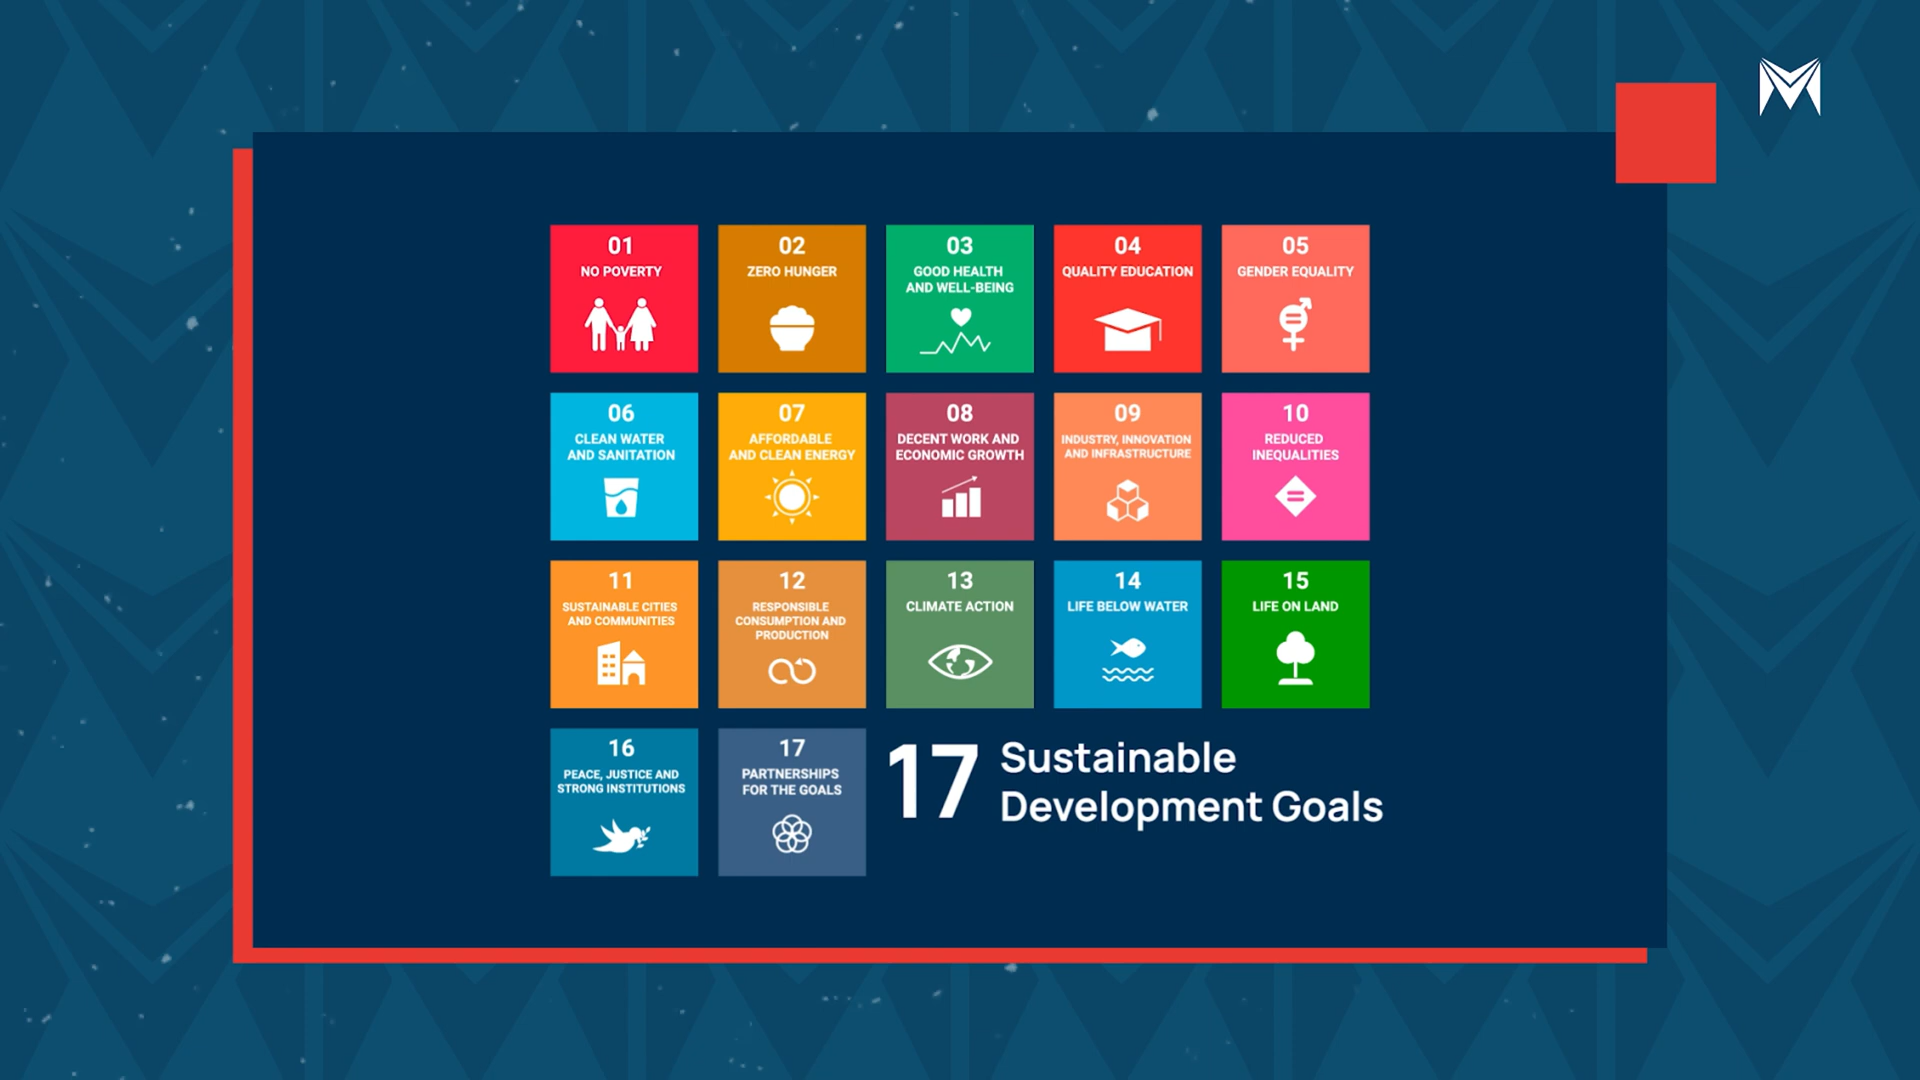 01
NO POVERTY
02
ZERO HUNGER
03
GOOD HEALTH
AND WELL-BEING
04
QUALITY EDUCATION
05
GENDER EQUALITY
06
CLEAN WATER
AND SANITATION
07
AFFORDABLE
AND CLEAN ENERGY
08
DECENT WORK AND
ECONOMIC GROWTH
09
INDUSTRY, INNOVATION
AND INFRASTRUCTURE
10
REDUCED
INEQUALITIES
11
SUSTAINABLE CITIES
AND COMMUNITIES
12
RESPONSIBLE
CONSUMPTION AND
PRODUCTION
13
CLIMATE ACTION
14
LIFE BELOW WATER
15
LIFE ON LAND
16
PEACE, JUSTICE AND
STRONG INSTITUTIONS
17
PARTNERSHIPS
FOR THE GOALS
17 Sustainable
Development Goals